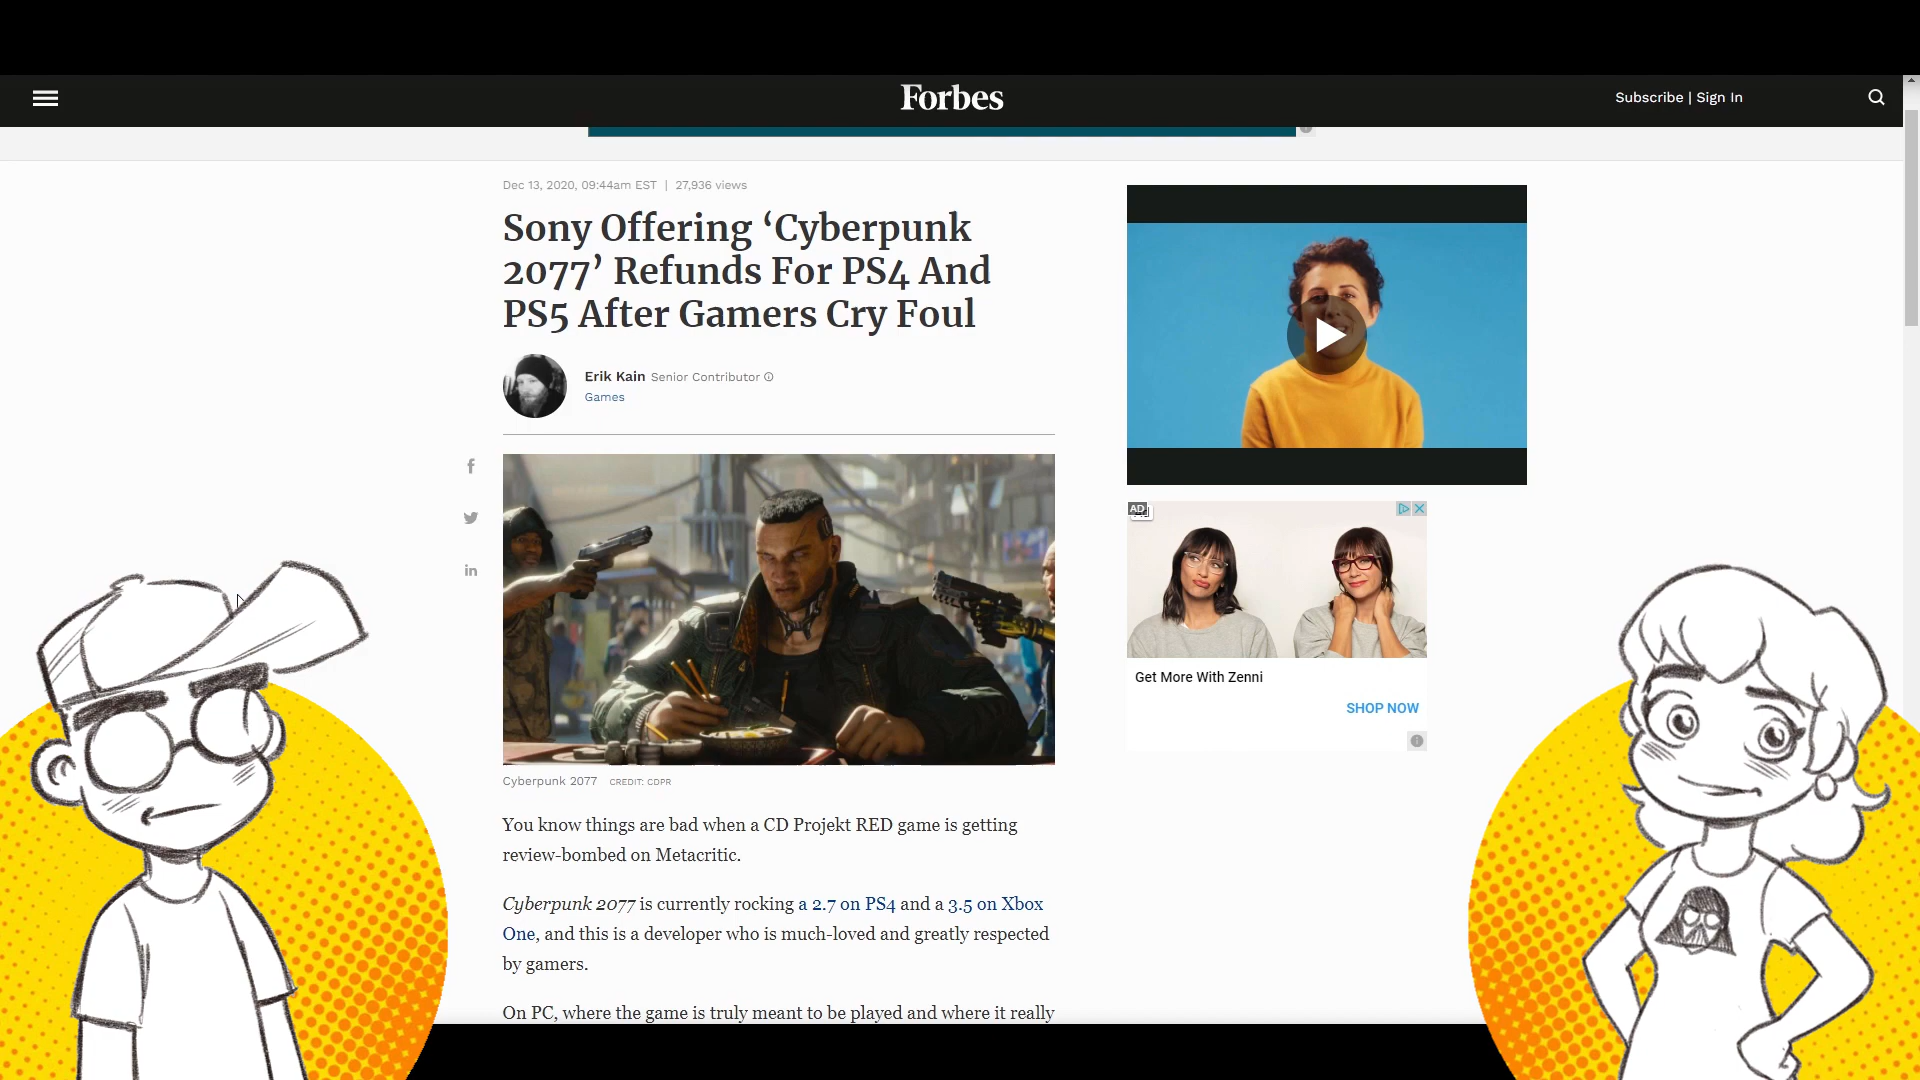 Forbes
Subscribe | Sign In
Dec 13, 2020, 09:44am EST | 27,936 views
Sony Offering ‘Cyberpunk
2077’ Refunds For PS4 And
PS5 After Gamers Cry Foul
Erik Kain Senior Contributor
Games
Cyberpunk 2077 CREDIT: CDPR
You know things are bad when a CD Projekt RED game is getting
review-bombed on Metacritic.
Cyberpunk 2077 is currently rocking a 2.7 on PS4 and a 3.5 on Xbox
One, and this is a developer who is much-loved and greatly respected
by gamers.
On PC, where the game is truly meant to be played and where it really
AD
Get More With Zenni
SHOP NOW